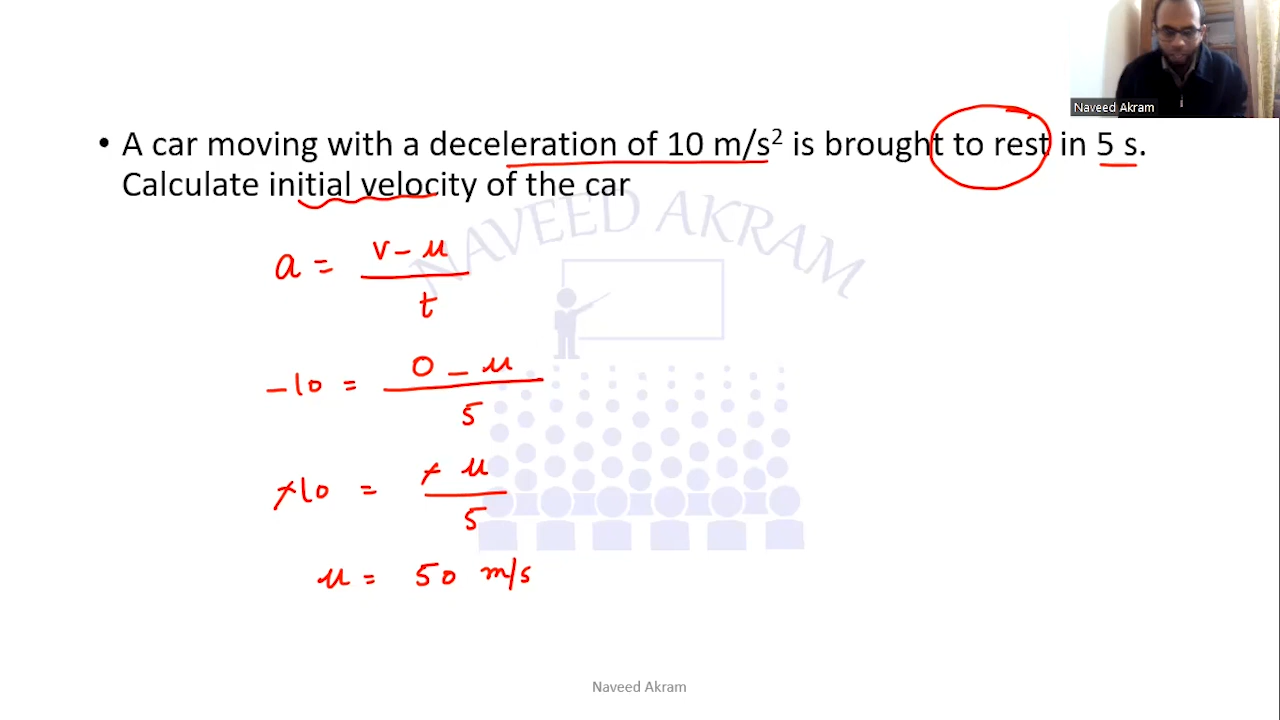 Naveed Akram
• A car moving with a deceleration of 10 m/s² is brought to rest in 5 s.
Calculate initial velocity of the car
NAVEED AKRAM
a = v - u / t
-10 = 0 - u / 5
-10 = - u / 5
u = 50 m/s
Naveed Akram